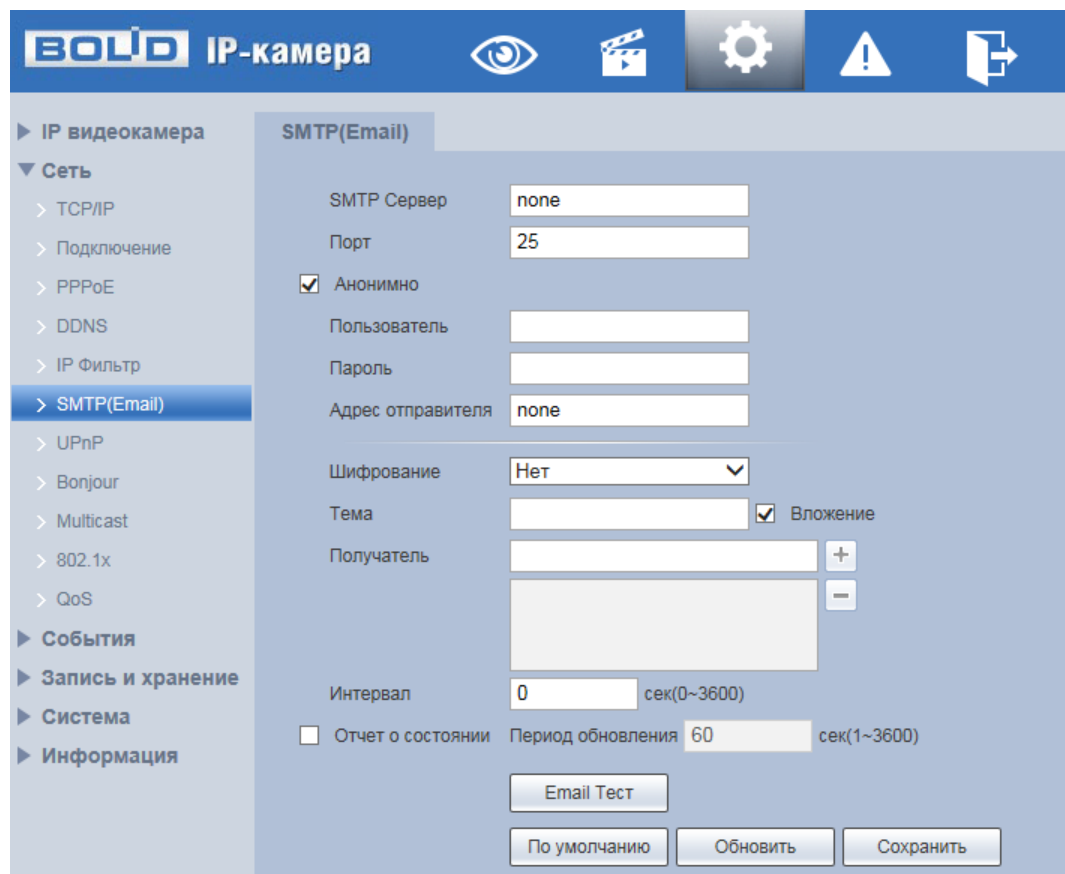 BOLID IP-камера
IP видеокамера
Сеть
TCP/IP
Подключение
PPPoE
DDNS
IP Фильтр
SMTP(Email)
UPnP
Bonjour
Multicast
802.1x
QoS
События
Запись и хранение
Система
Информация
SMTP(Email)
SMTP Сервер none
Порт 25
Анонимно
Пользователь
Пароль
Адрес отправителя none
Шифрование Нет
Тема Вложение
Получатель
Интервал 0 сек(0~3600)
Отчет о состоянии Период обновления 60 сек(1~3600)
Email Тест
По умолчанию Обновить Сохранить